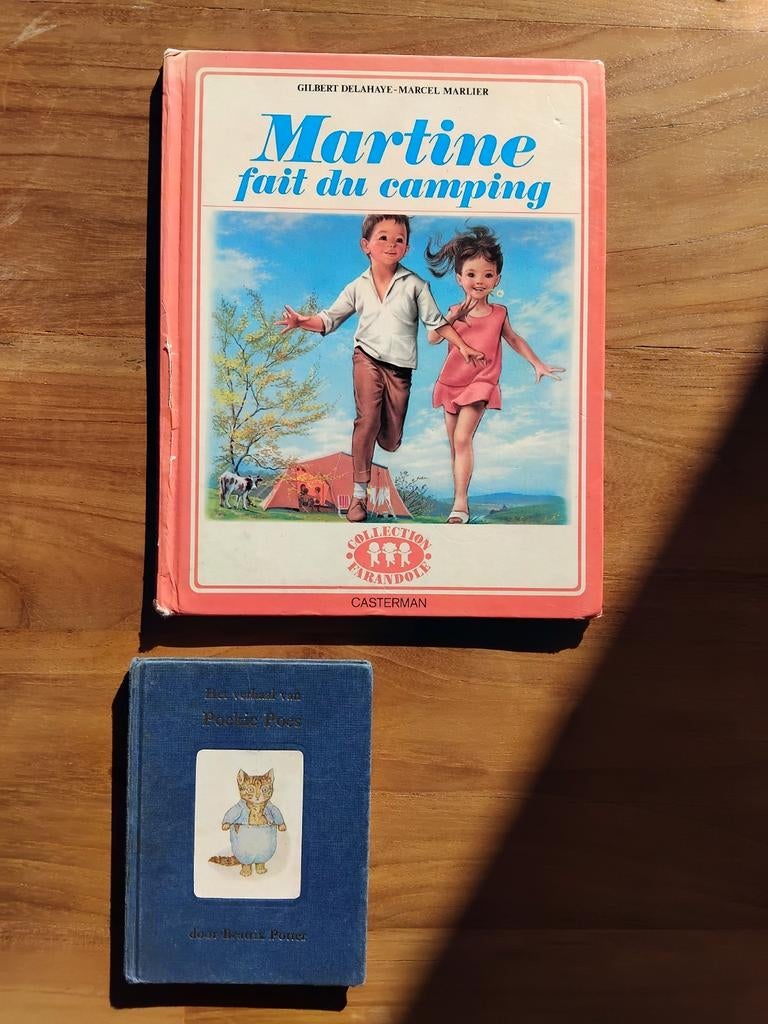 GILBERT DELAHAYE-MARCEL MARLIER
Martine
fait du camping
COLLECTION
FARANDOLE
CASTERMAN
Het verhaal van
Poekie Poes
door Beatrix Potter